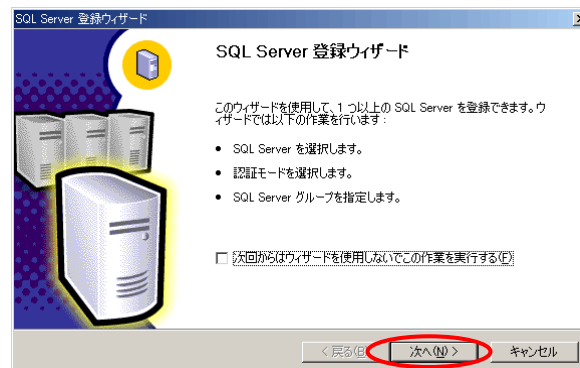 SQL Server 登録ウィザード
SQL Server 登録ウィザード
このウィザードを使用して、1 つ以上の SQL Server を登録できます。ウ
ィザードでは以下の作業を行います:
• SQL Server を選択します。
• 認証モードを選択します。
• SQL Server グループを指定します。
次回からはウィザードを使用しないでこの作業を実行する(F)
< 戻る(B) 次へ(N) > キャンセル